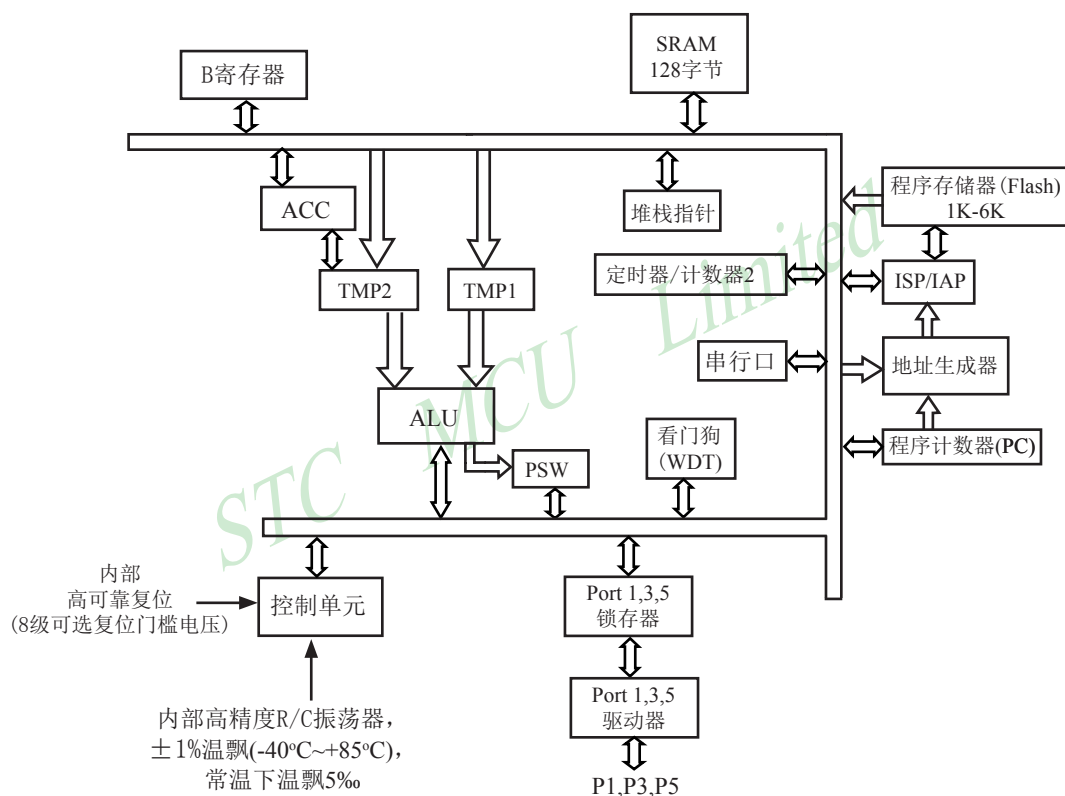 B寄存器
SRAM
128字节
ACC
堆栈指针
程序存储器(Flash)
1K-6K
TMP2
TMP1
定时器/计数器2
ISP/IAP
串行口
地址生成器
ALU
看门狗
(WDT)
程序计数器(PC)
PSW
STC MCU Limited
内部
高可靠复位
(8级可选复位门槛电压)
控制单元
Port 1,3,5
锁存器
Port 1,3,5
驱动器
内部高精度R/C振荡器，
±1%温飘(-40°C~+85°C)，
常温下温飘5‰
P1,P3,P5